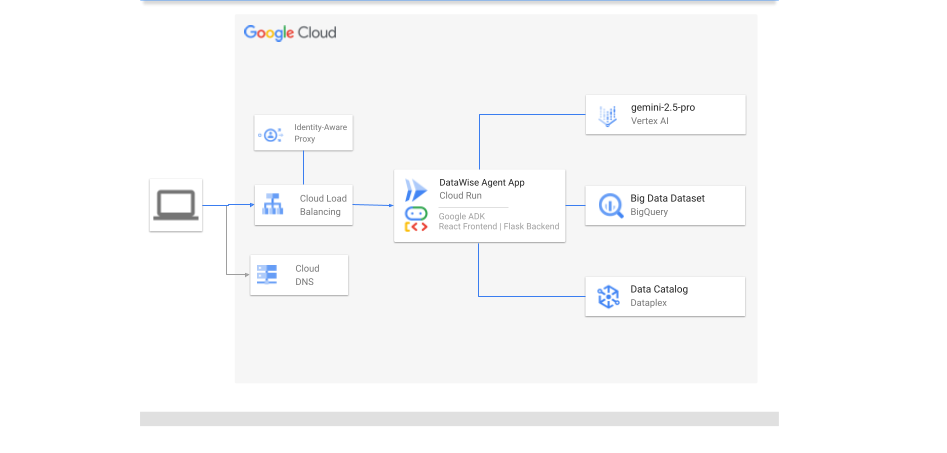 Google Cloud
gemini-2.5-pro
Vertex AI
Identity-Aware
Proxy
DataWise Agent App
Cloud Run
Google ADK
React Frontend | Flask Backend
Cloud Load
Balancing
Big Data Dataset
BigQuery
Cloud
DNS
Data Catalog
Dataplex